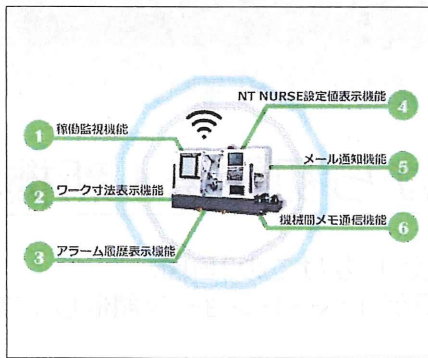 1 稼働監視機能
2 ワーク寸法表示機能
3 アラーム履歴表示機能
NT NURSE設定値表示機能 4
メール通知機能 5
機械間メモ通信機能 6